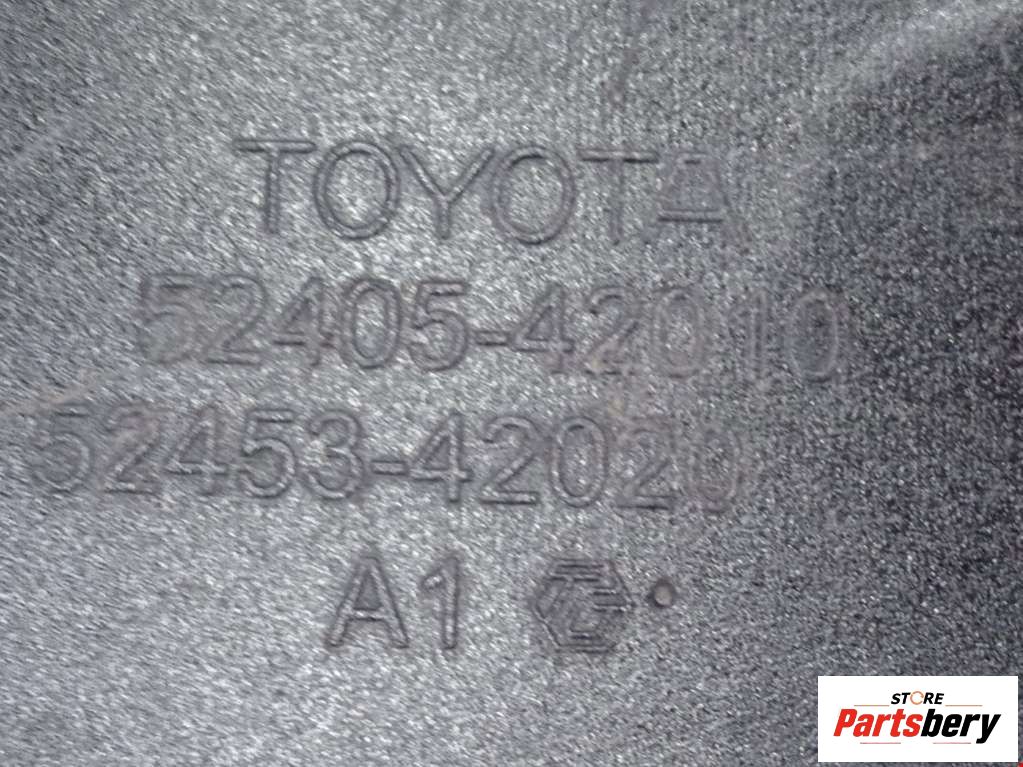 TOYOTA
52405-42010
52453-42020
A1
STORE
Partsbery